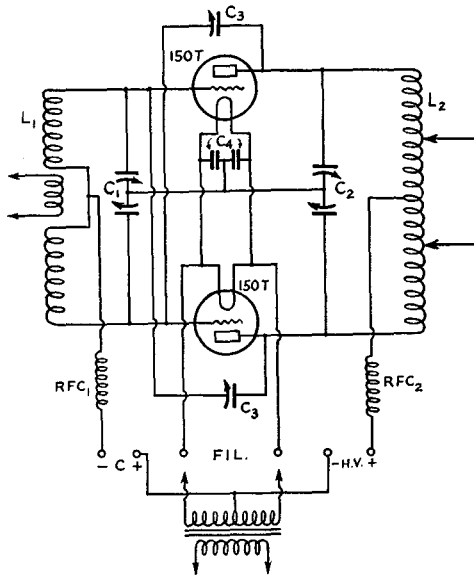 C3
150T
L1
L2
C4
C1
C2
150T
C3
RFC1
RFC2
- C + FIL. -H.V.+